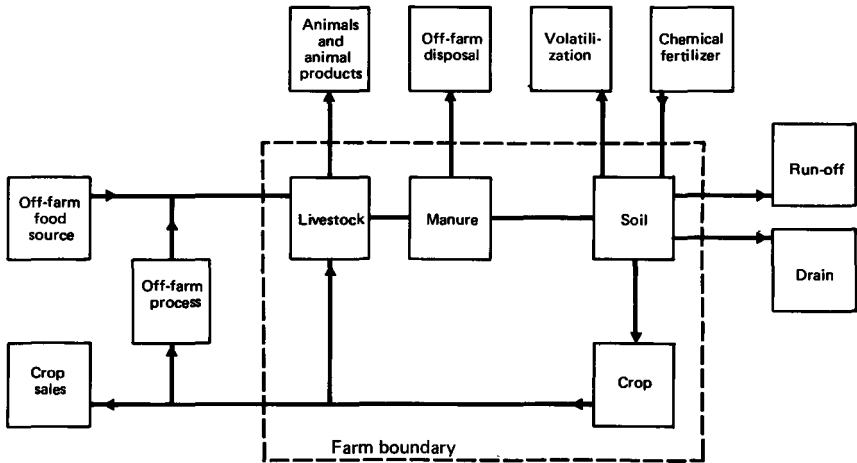 Animals
and
animal
products
Off-farm
disposal
Volatili-
zation
Chemical
fertilizer
Run-off
Off-farm
food
source
Livestock
Manure
Soil
Drain
Off-farm
process
Crop
sales
Crop
Farm boundary